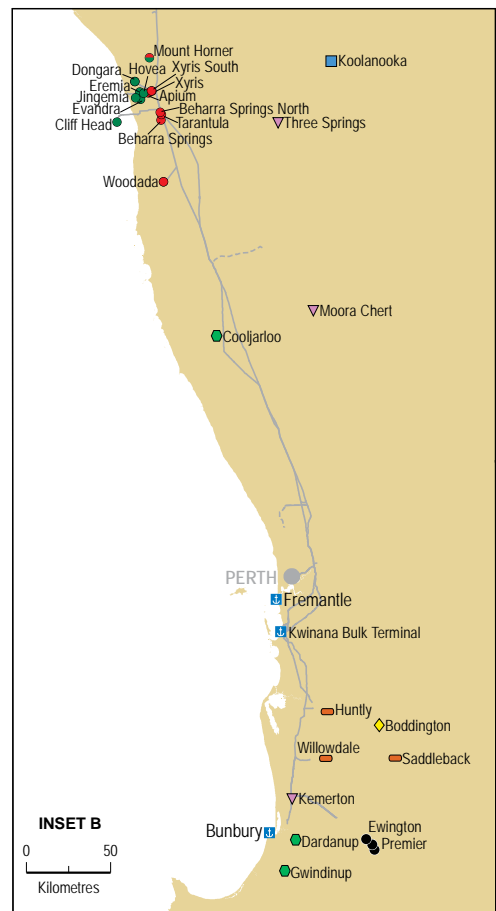 Mount Horner
Koolanooka
Dongara
Hovea
Xyris South
Eremia
Xyris
Jingemia
Apium
Evandra
Beharra Springs North
Cliff Head
Tarantula
Three Springs
Beharra Springs
Woodada
Moora Chert
Cooljarloo
PERTH
Fremantle
Kwinana Bulk Terminal
Huntly
Boddington
Willowdale
Saddleback
Kemerton
INSET B
Bunbury
Ewington
Dardanup
Premier
0 50
Gwindinup
Kilometres